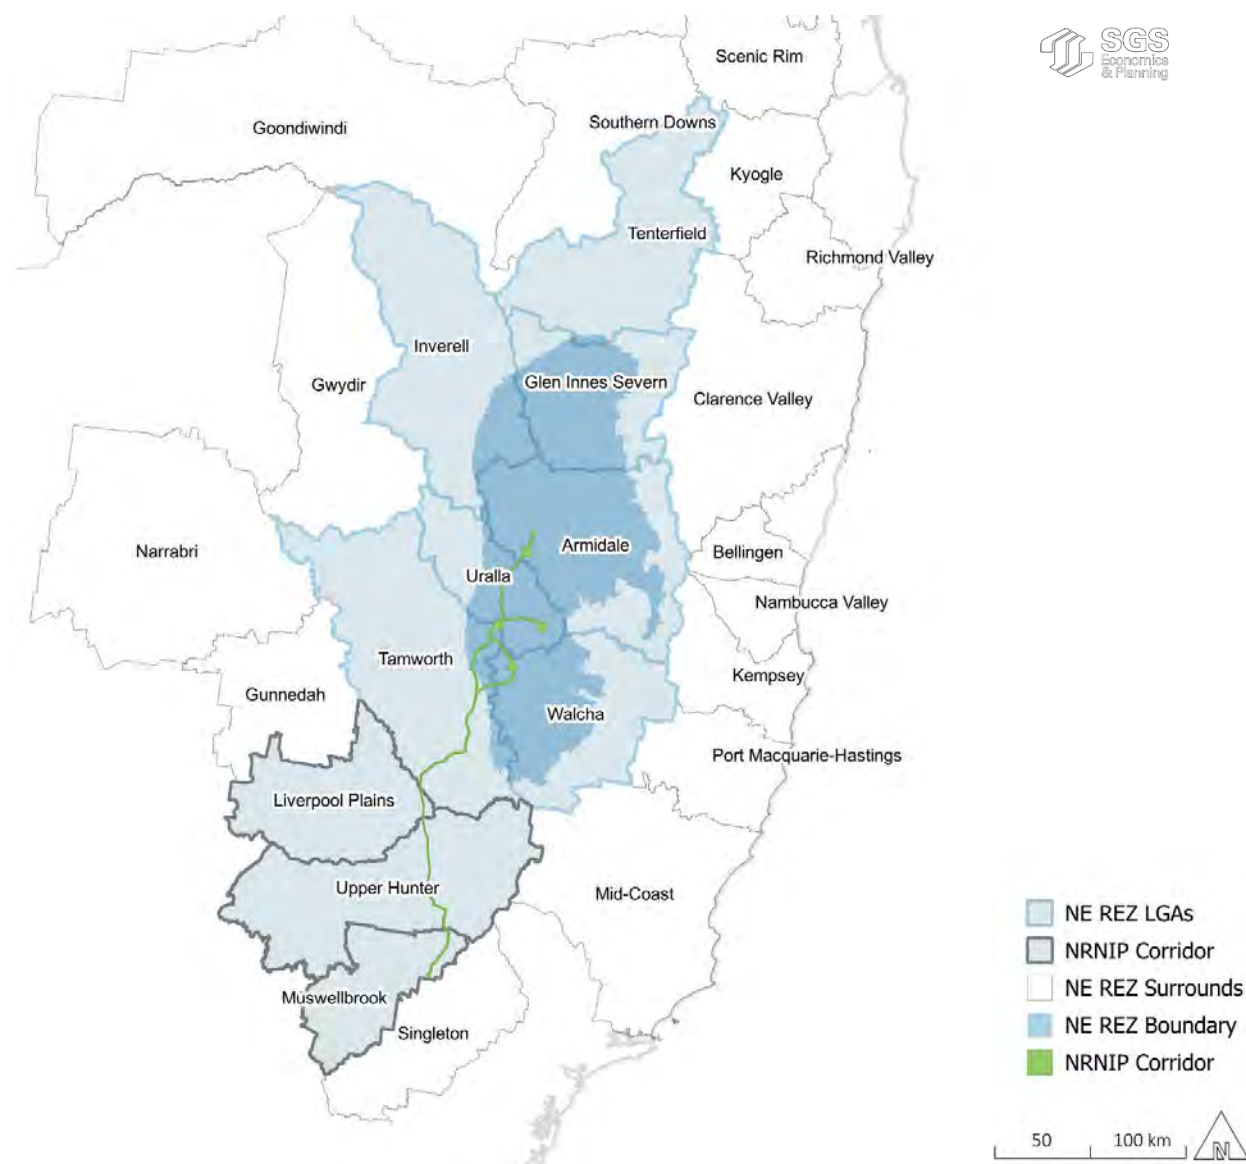 SGS
Economics
& Planning
Scenic Rim
Southern Downs
Goondiwindi
Kyogle
Tenterfield
Richmond Valley
Inverell
Glen Innes Severn
Gwydir
Clarence Valley
Armidale
Narrabri
Bellingen
Uralla
Nambucca Valley
Tamworth
Kempsey
Gunnedah
Walcha
Port Macquarie-Hastings
Liverpool Plains
Upper Hunter
Mid-Coast
Muswellbrook
Singleton
NE REZ LGAs
NRNIP Corridor
NE REZ Surrounds
NE REZ Boundary
NRNIP Corridor
50 100 km
N